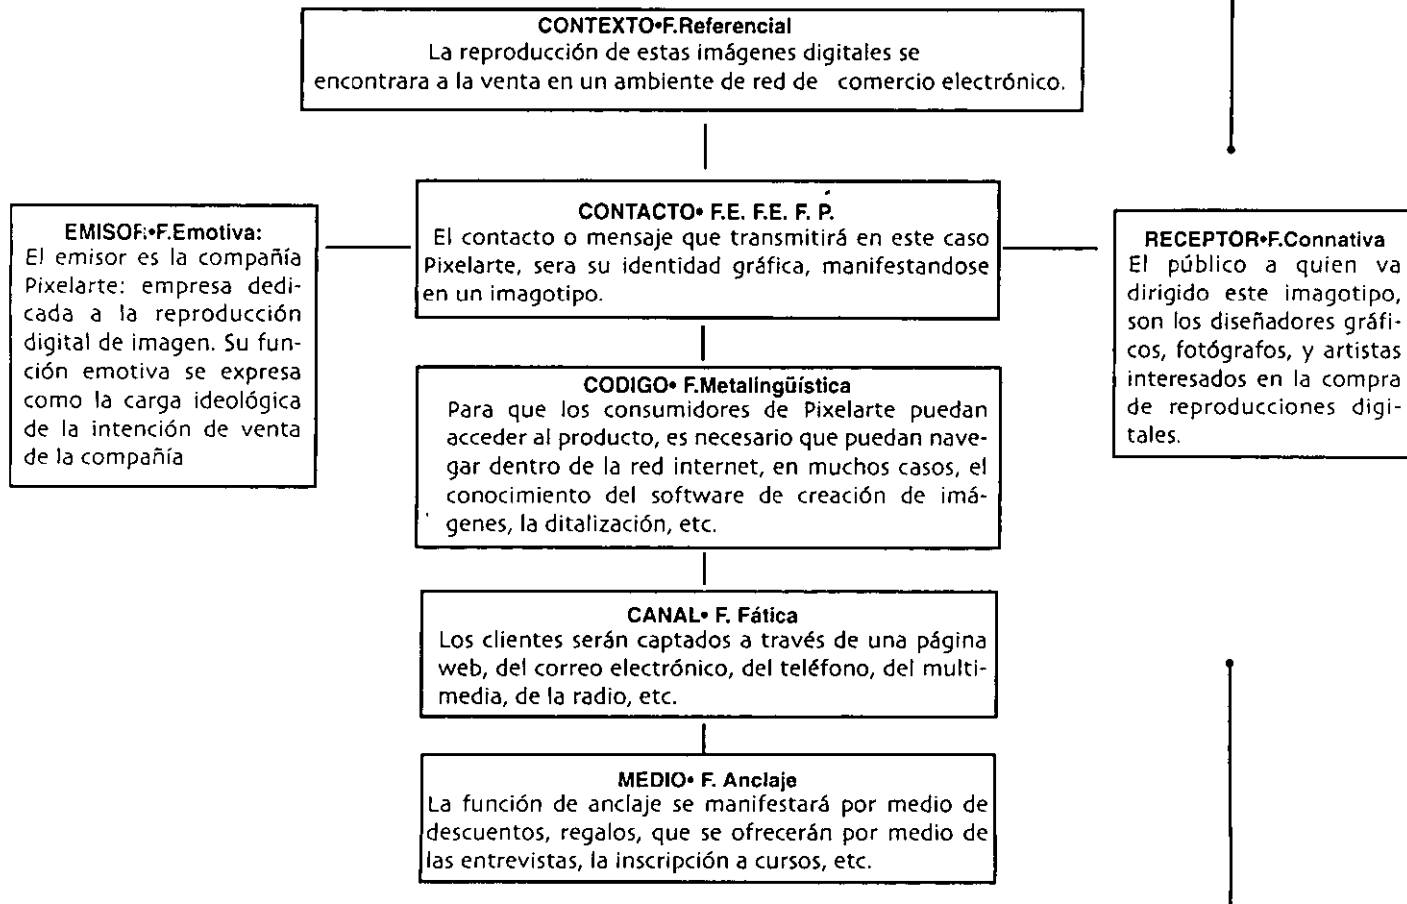 CONTEXTO•F.Referencial
La reproducción de estas imágenes digitales se
encontrara a la venta en un ambiente de red de comercio electrónico.
EMISOR•F.Emotiva:
El emisor es la compañía
Pixelarte: empresa dedi-
cada a la reproducción
digital de imagen. Su fun-
ción emotiva se expresa
como la carga ideológica
de la intención de venta
de la compañía
CONTACTO• F.E. F.E. F. P.
El contacto o mensaje que transmitirá en este caso
Pixelarte, sera su identidad gráfica, manifestandose
en un imagotipo.
RECEPTOR•F.Connativa
El público a quien va
dirigido este imagotipo,
son los diseñadores gráfi-
cos, fotógrafos, y artistas
interesados en la compra
de reproducciones digi-
tales.
CODIGO• F.Metalingüística
Para que los consumidores de Pixelarte puedan
acceder al producto, es necesario que puedan nave-
gar dentro de la red internet, en muchos casos, el
conocimiento del software de creación de imá-
genes, la ditalización, etc.
CANAL• F. Fática
Los clientes serán captados a través de una página
web, del correo electrónico, del teléfono, del multi-
media, de la radio, etc.
MEDIO• F. Anclaje
La función de anclaje se manifestará por medio de
descuentos, regalos, que se ofrecerán por medio de
las entrevistas, la inscripción a cursos, etc.